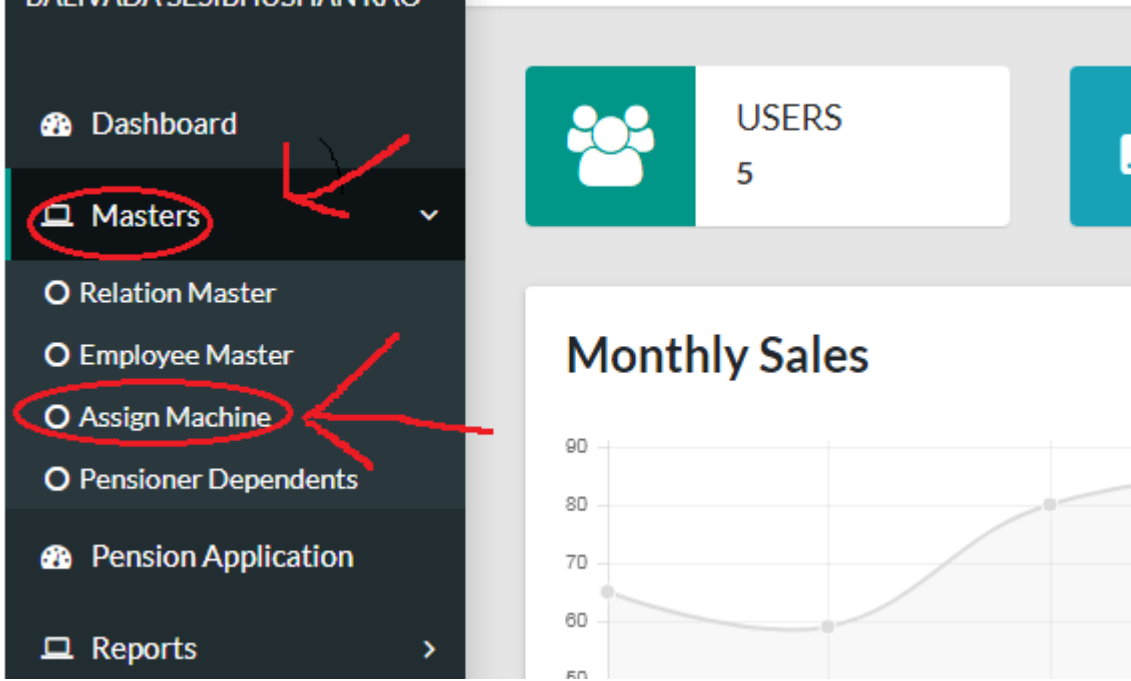 Dashboard
Masters
Relation Master
Employee Master
Assign Machine
Pensioner Dependents
Pension Application
Reports
USERS
5
Monthly Sales
90
80
70
60
50